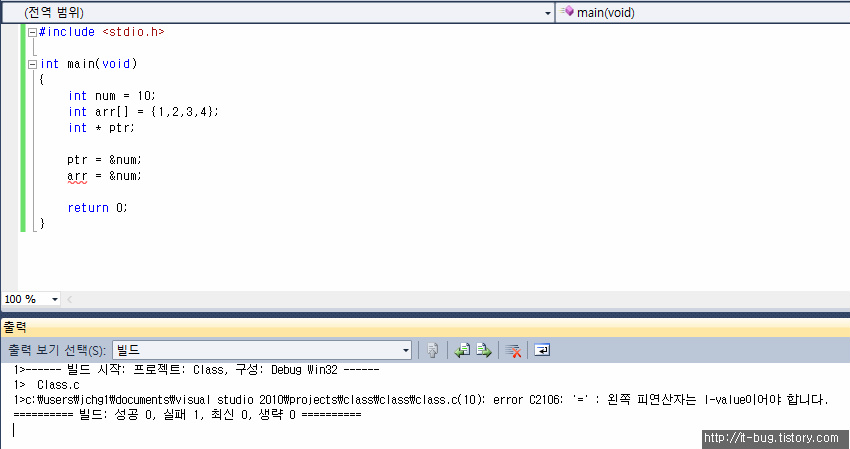 (전역 범위) main(void)
#include <stdio.h>
int main(void)
{
int num = 10;
int arr[] = {1,2,3,4};
int * ptr;
ptr = &num;
arr = &num;
return 0;
}
100 %
출력
출력 보기 선택(S): 빌드
1>------ 빌드 시작: 프로젝트: Class, 구성: Debug Win32 ------
1> Class.c
1>c:₩users₩jchg1₩documents₩visual studio 2010₩projects₩class₩class₩class.c(10): error C2106: '=' : 왼쪽 피연산자는 l-value이어야 합니다.
========== 빌드: 성공 0, 실패 1, 최신 0, 생략 0 ==========
http://it-bug.tistory.com